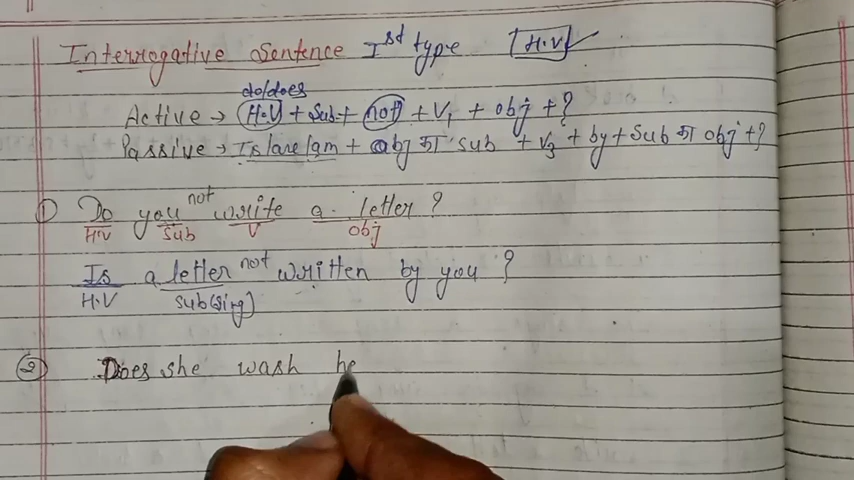 Interrogative Sentence Ist type [H.V]
do/does
Active → H.V + Sub + not + V1 + obj + ?
Passive → Is/are/am + obj का sub + V3 + by + Sub का obj + ?
① Do you not write a letter?
H.V Sub V obj
Is a letter not written by you?
H.V Sub(sing)
② Does she wash he